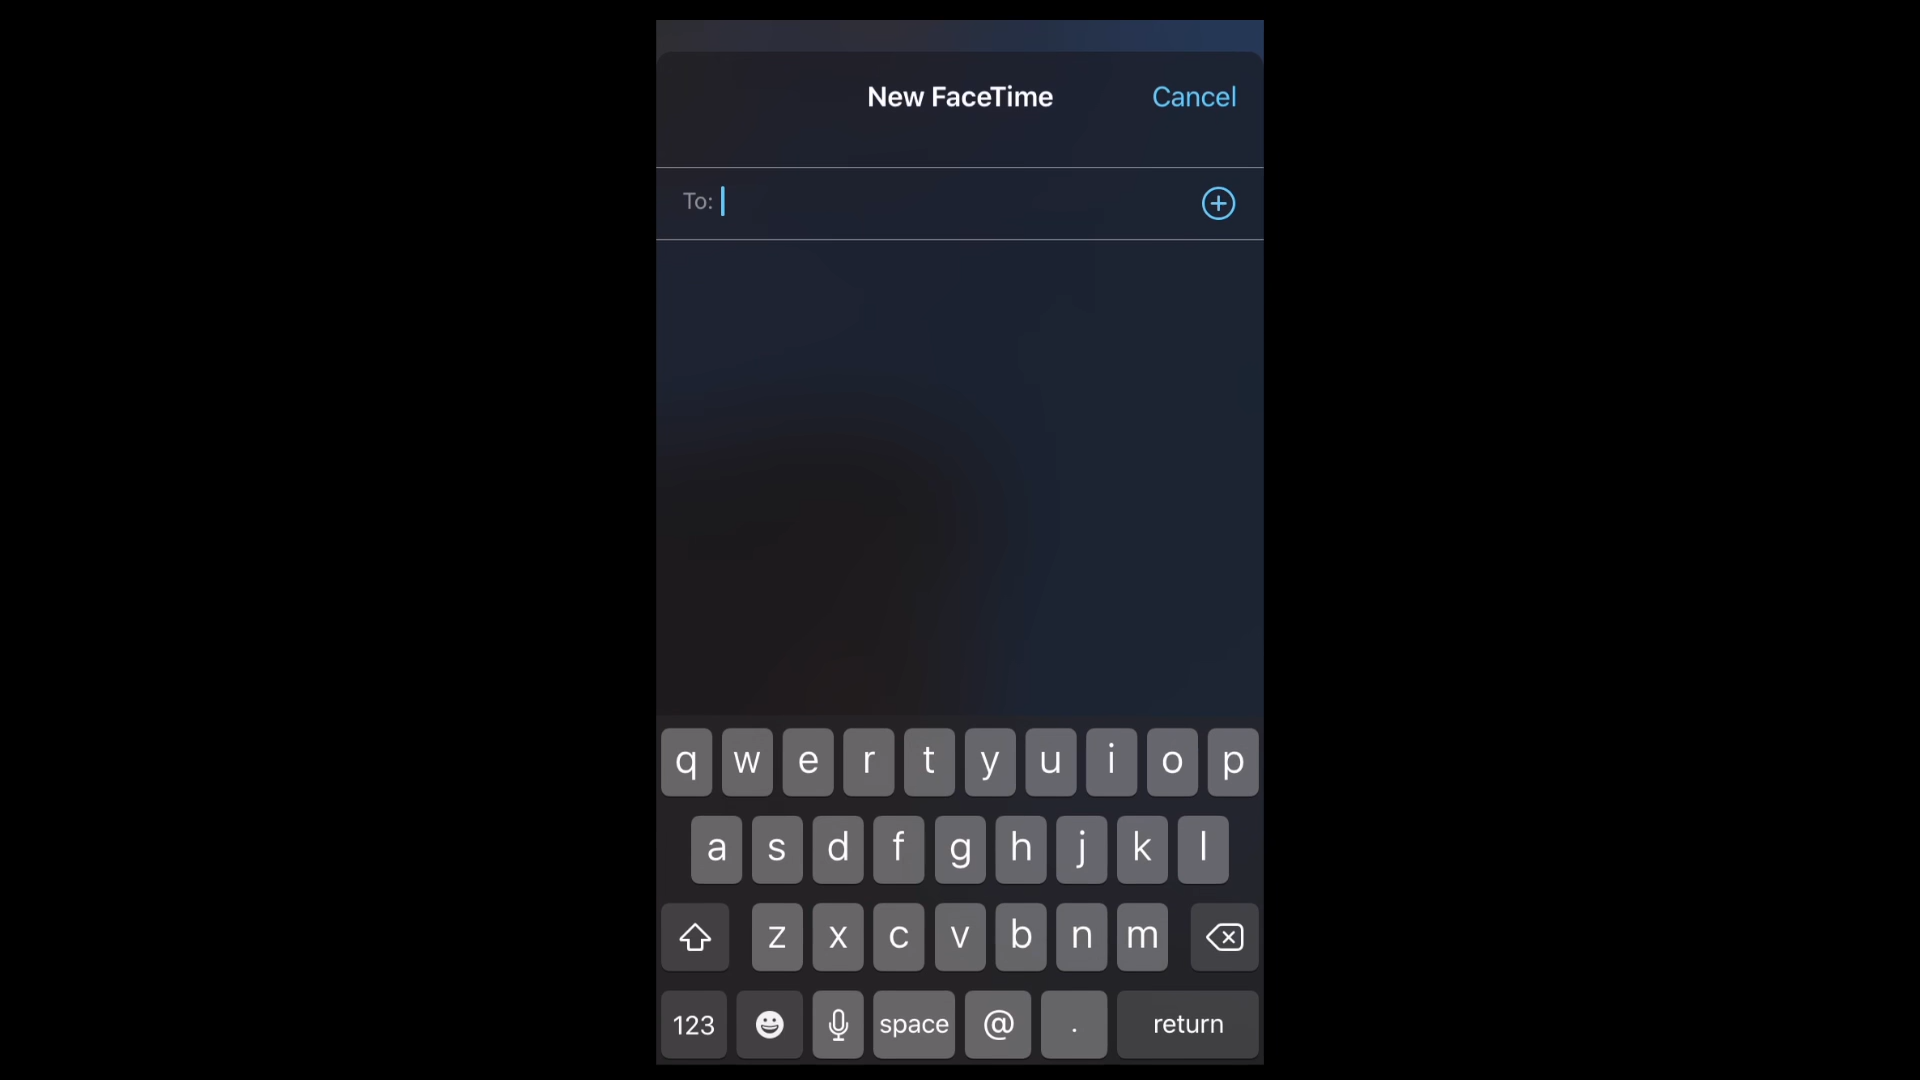 New FaceTime
Cancel
To:
q w e r t y u i o p
a s d f g h j k l
z x c v b n m
123 space @ . return